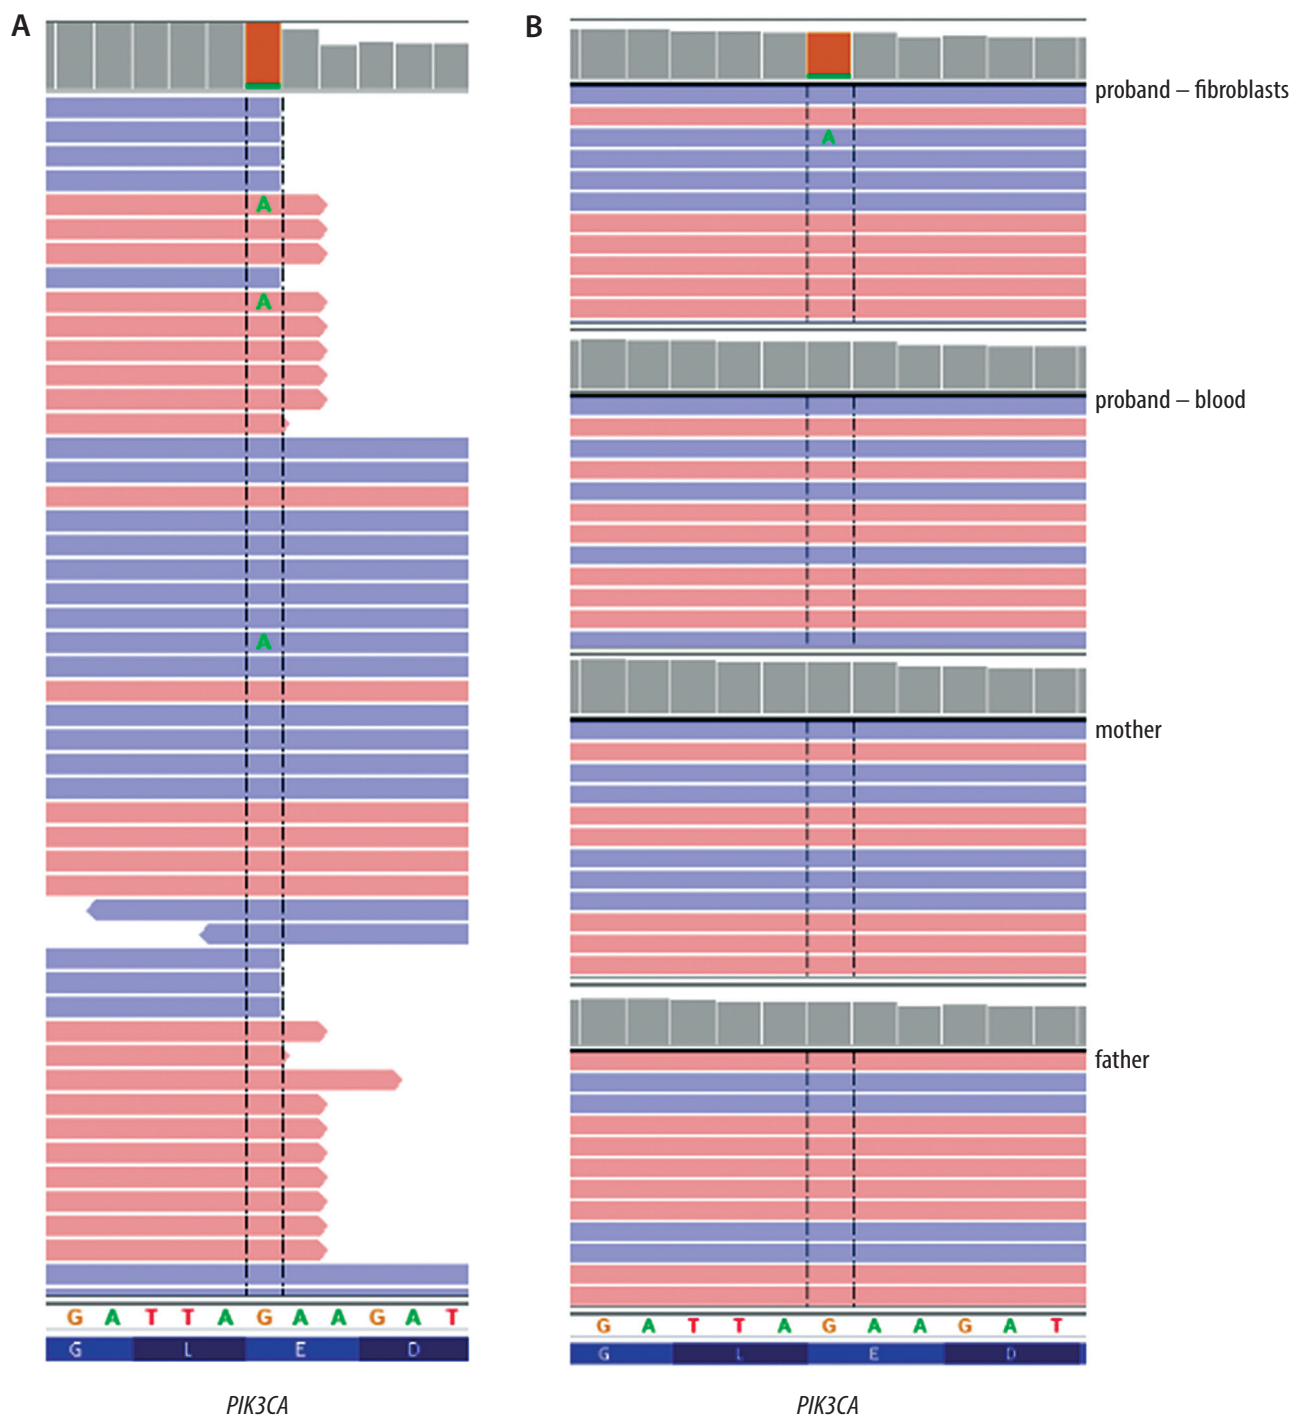 A
B
proband – fibroblasts
A
A
A
A
proband – blood
mother
father
G A T T A G A A G A T
G L E D
PIK3CA
G A T T A G A A G A T
G L E D
PIK3CA